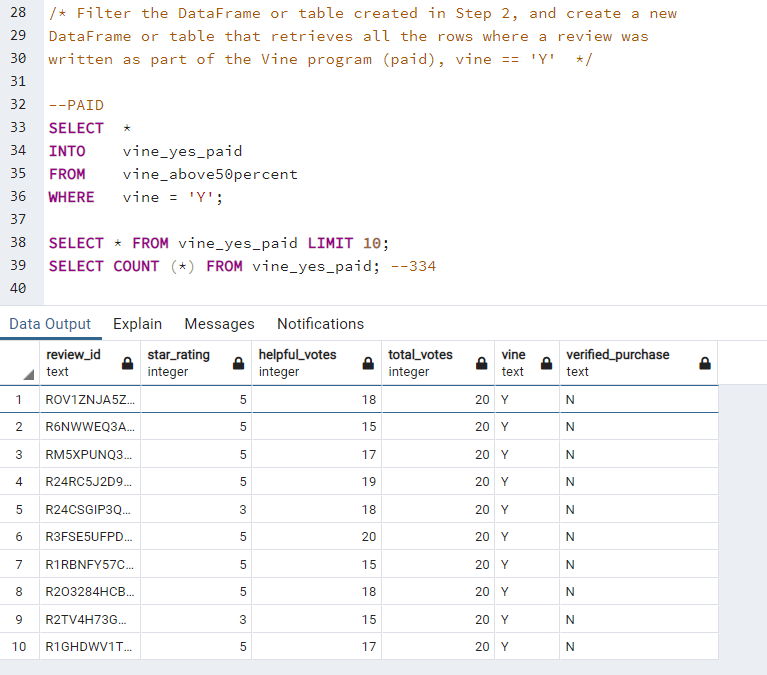 28 /* Filter the DataFrame or table created in Step 2, and create a new
29 DataFrame or table that retrieves all the rows where a review was
30 written as part of the Vine program (paid), vine == 'Y' */
31
32 --PAID
33 SELECT *
34 INTO vine_yes_paid
35 FROM vine_above50percent
36 WHERE vine = 'Y';
37
38 SELECT * FROM vine_yes_paid LIMIT 10;
39 SELECT COUNT (*) FROM vine_yes_paid; --334
40
Data Output Explain Messages Notifications
review_id star_rating helpful_votes total_votes vine verified_purchase
text integer integer integer text text
1 ROV1ZNJA5Z... 5 18 20 Y N
2 R6NWWEQ3A... 5 15 20 Y N
3 RM5XPUNQ3... 5 17 20 Y N
4 R24RC5J2D9... 5 19 20 Y N
5 R24CSGIP3Q... 3 18 20 Y N
6 R3FSE5UFPD... 5 20 20 Y N
7 R1RBNFY57C... 5 15 20 Y N
8 R2O3284HCB... 5 18 20 Y N
9 R2TV4H73G... 3 15 20 Y N
10 R1GHDWV1T... 5 17 20 Y N